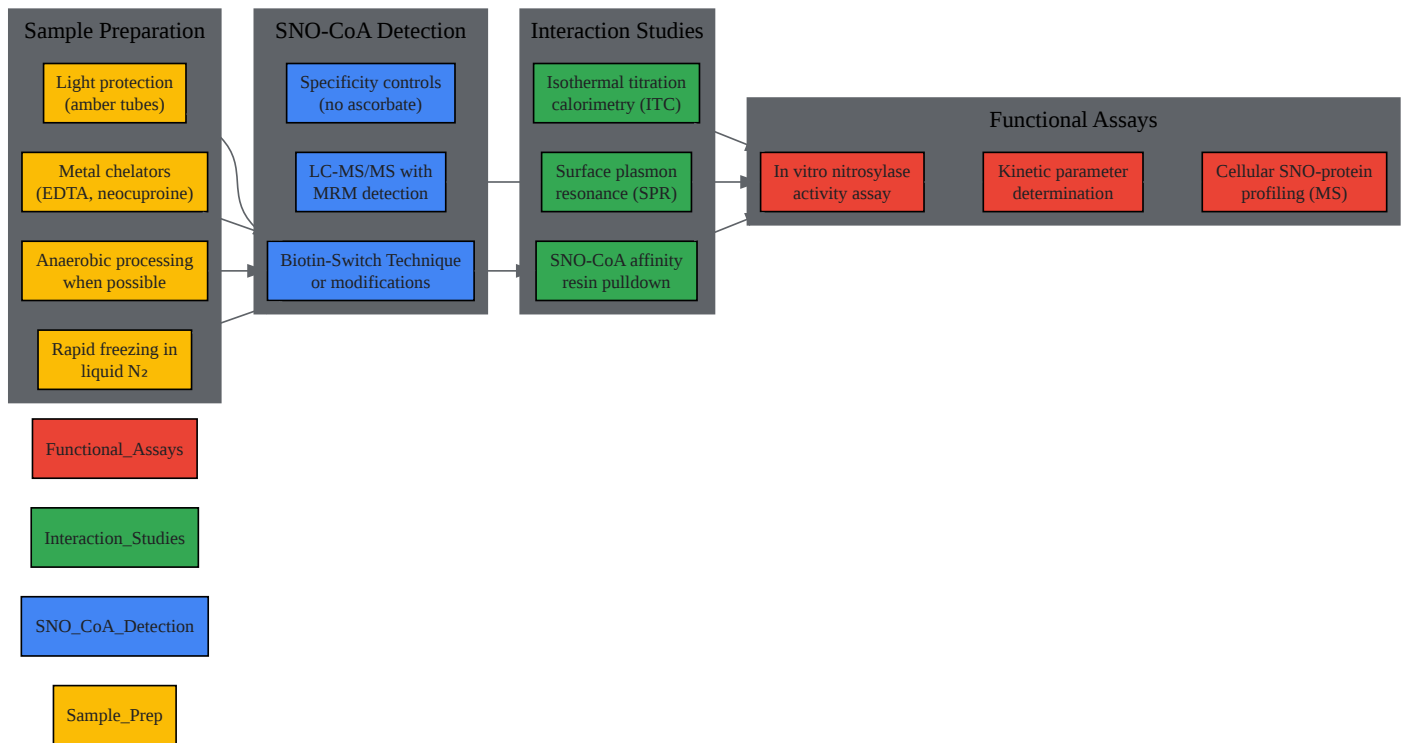 Sample Preparation
Light protection
(amber tubes)
Metal chelators
(EDTA, neocuproine)
Anaerobic processing
when possible
Rapid freezing in
liquid N₂
SNO-CoA Detection
Specificity controls
(no ascorbate)
LC-MS/MS with
MRM detection
Biotin-Switch Technique
or modifications
Interaction Studies
Isothermal titration
calorimetry (ITC)
Surface plasmon
resonance (SPR)
SNO-CoA affinity
resin pulldown
Functional Assays
In vitro nitrosylase
activity assay
Kinetic parameter
determination
Cellular SNO-protein
profiling (MS)
Functional_Assays
Interaction_Studies
SNO_CoA_Detection
Sample_Prep